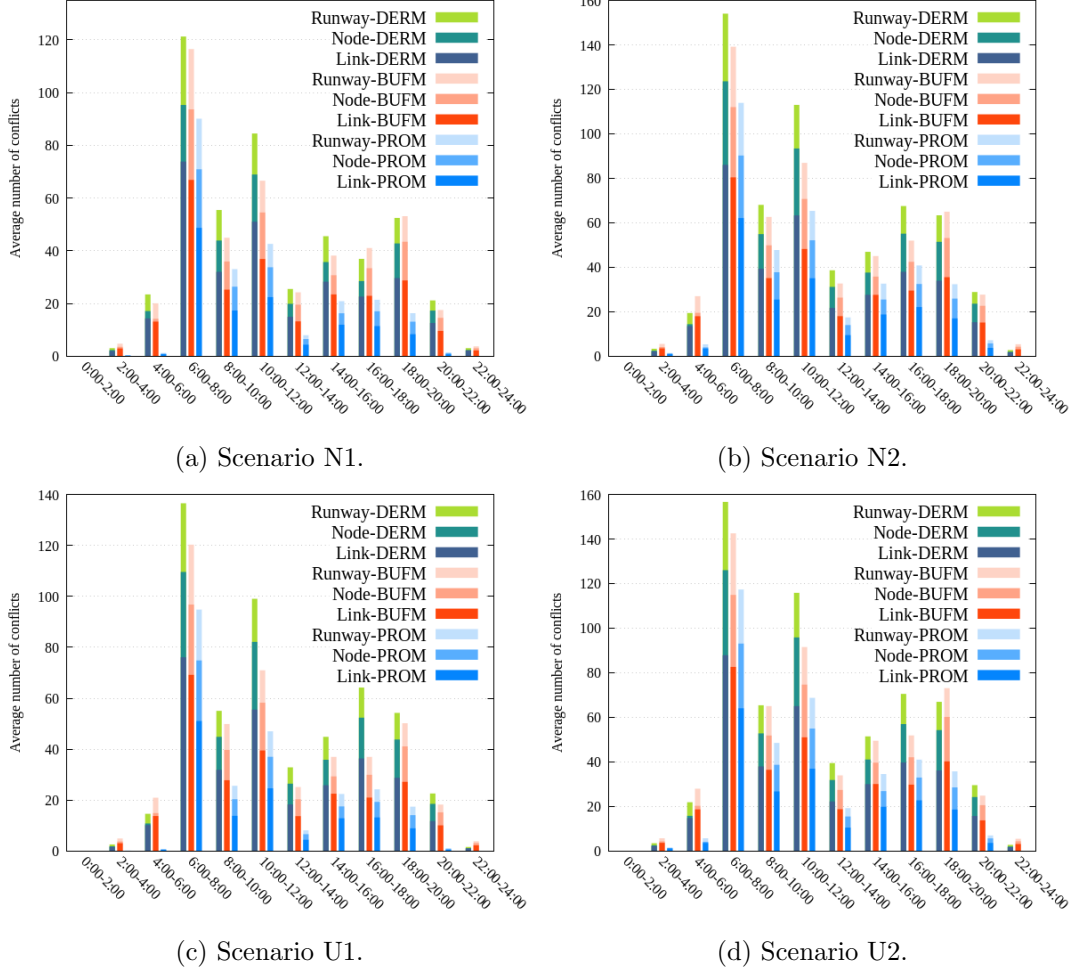 Average number of conflicts
120
100
80
60
40
20
0
Runway-DERM
Node-DERM
Link-DERM
Runway-BUFM
Node-BUFM
Link-BUFM
Runway-PROM
Node-PROM
Link-PROM
0:00-2:00
2:00-4:00
4:00-6:00
6:00-8:00
8:00-10:00
10:00-12:00
12:00-14:00
14:00-16:00
16:00-18:00
18:00-20:00
20:00-22:00
22:00-24:00
(a) Scenario N1.
Average number of conflicts
160
140
120
100
80
60
40
20
0
Runway-DERM
Node-DERM
Link-DERM
Runway-BUFM
Node-BUFM
Link-BUFM
Runway-PROM
Node-PROM
Link-PROM
0:00-2:00
2:00-4:00
4:00-6:00
6:00-8:00
8:00-10:00
10:00-12:00
12:00-14:00
14:00-16:00
16:00-18:00
18:00-20:00
20:00-22:00
22:00-24:00
(b) Scenario N2.
Average number of conflicts
140
120
100
80
60
40
20
0
Runway-DERM
Node-DERM
Link-DERM
Runway-BUFM
Node-BUFM
Link-BUFM
Runway-PROM
Node-PROM
Link-PROM
0:00-2:00
2:00-4:00
4:00-6:00
6:00-8:00
8:00-10:00
10:00-12:00
12:00-14:00
14:00-16:00
16:00-18:00
18:00-20:00
20:00-22:00
22:00-24:00
(c) Scenario U1.
Average number of conflicts
160
140
120
100
80
60
40
20
0
Runway-DERM
Node-DERM
Link-DERM
Runway-BUFM
Node-BUFM
Link-BUFM
Runway-PROM
Node-PROM
Link-PROM
0:00-2:00
2:00-4:00
4:00-6:00
6:00-8:00
8:00-10:00
10:00-12:00
12:00-14:00
14:00-16:00
16:00-18:00
18:00-20:00
20:00-22:00
22:00-24:00
(d) Scenario U2.